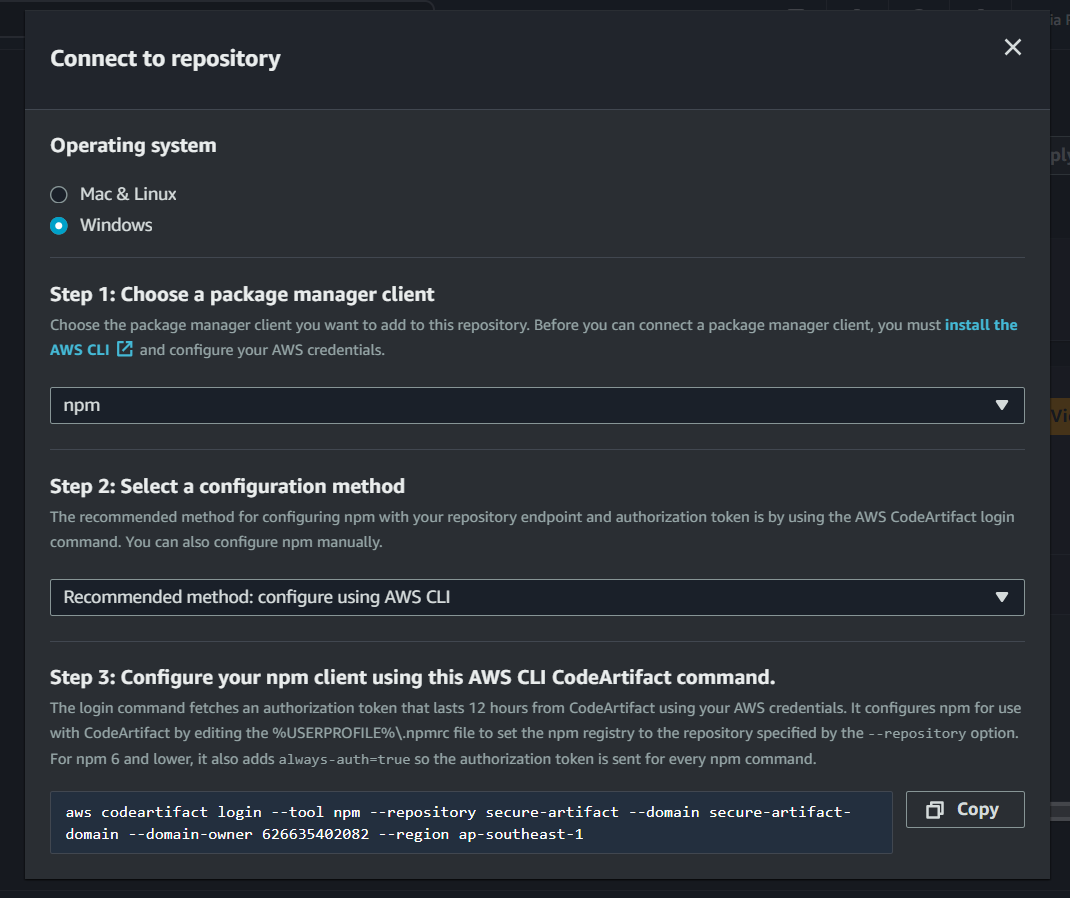 Connect to repository
Operating system
Mac & Linux
Windows
Step 1: Choose a package manager client
Choose the package manager client you want to add to this repository. Before you can connect a package manager client, you must install the
AWS CLI and configure your AWS credentials.
npm
Step 2: Select a configuration method
The recommended method for configuring npm with your repository endpoint and authorization token is by using the AWS CodeArtifact login
command. You can also configure npm manually.
Recommended method: configure using AWS CLI
Step 3: Configure your npm client using this AWS CLI CodeArtifact command.
The login command fetches an authorization token that lasts 12 hours from CodeArtifact using your AWS credentials. It configures npm for use
with CodeArtifact by editing the %USERPROFILE%\.npmrc file to set the npm registry to the repository specified by the --repository option.
For npm 6 and lower, it also adds always-auth=true so the authorization token is sent for every npm command.
aws codeartifact login --tool npm --repository secure-artifact --domain secure-artifact-
domain --domain-owner 626635402082 --region ap-southeast-1
Copy